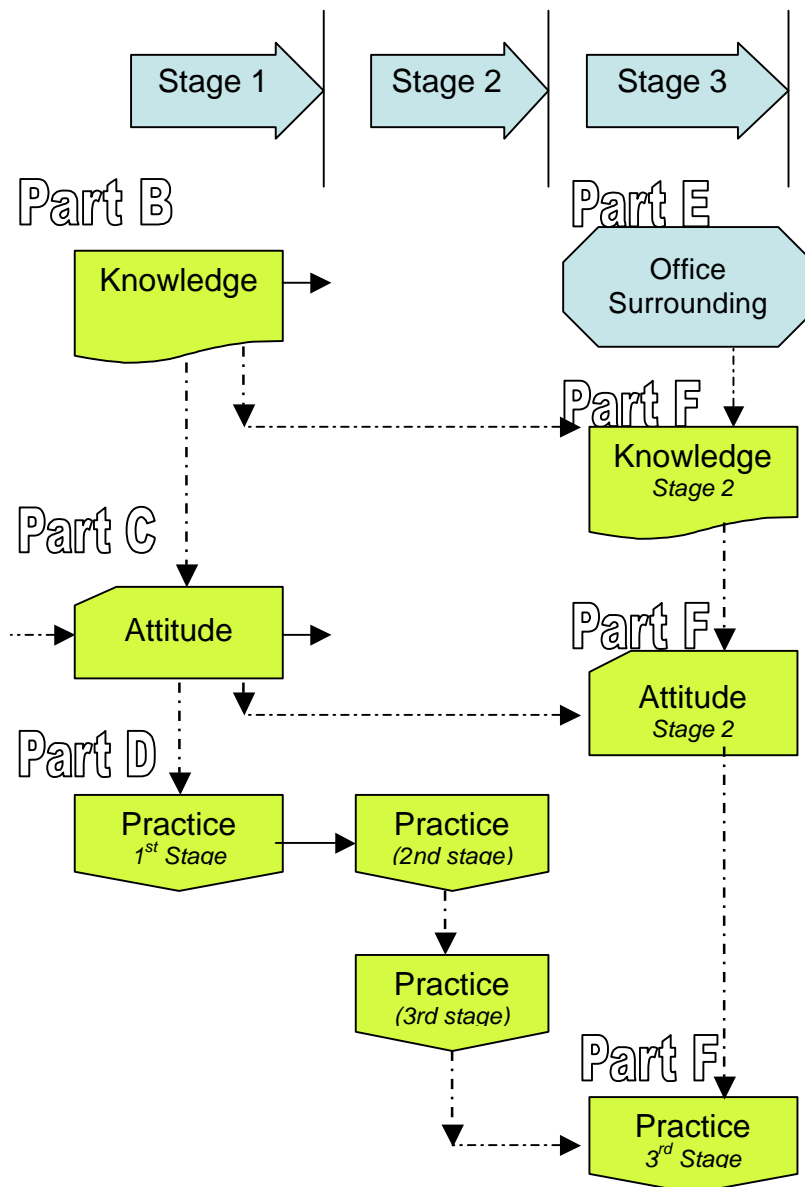 Stage 1
Stage 2
Stage 3
Part B
Part E
Knowledge
Office
Surrounding
Part F
Knowledge
Stage 2
Part C
Attitude
Part F
Attitude
Stage 2
Part D
Practice
1st Stage
Practice
(2nd stage)
Practice
(3rd stage)
Part F
Practice
3rd Stage